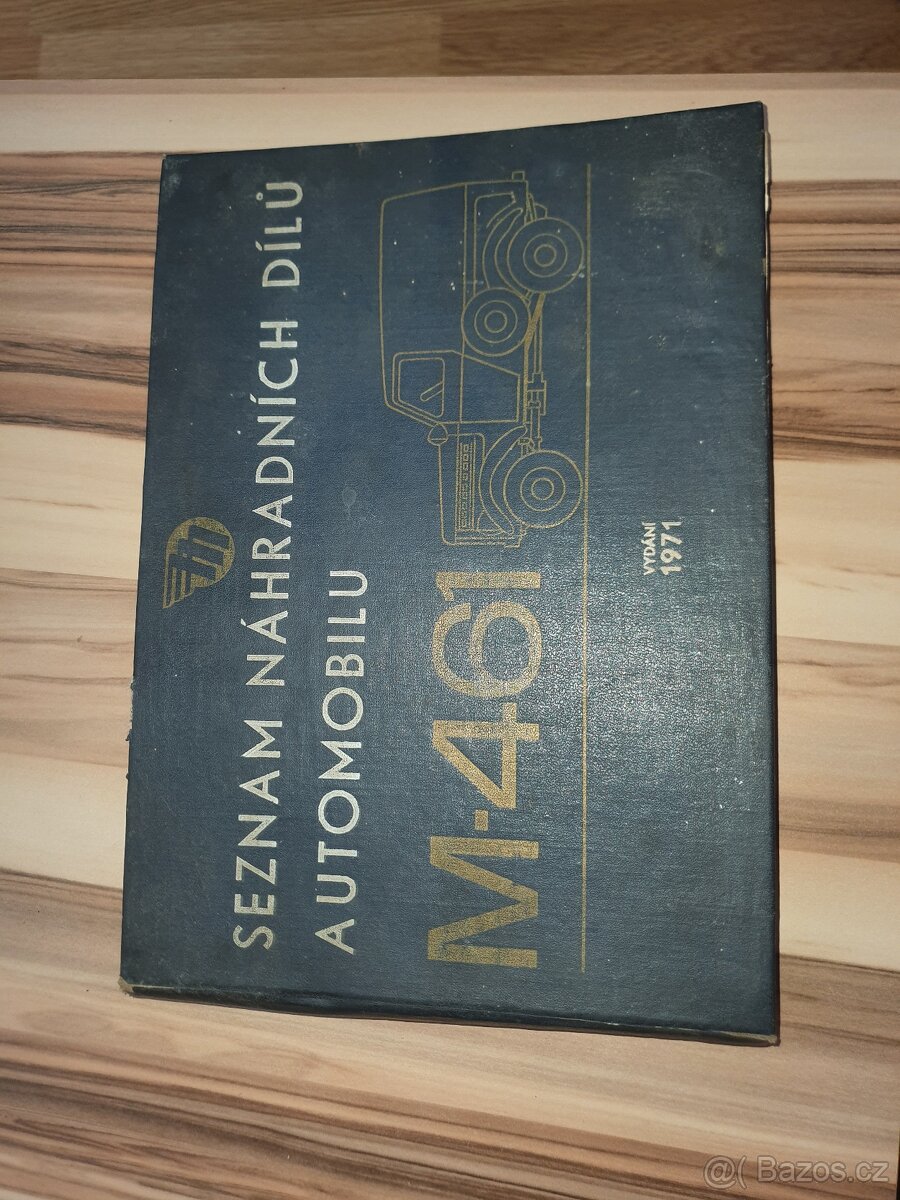 SEZNAM NÁHRADNÍCH DÍLŮ
AUTOMOBILU
M-461
VYDÁNÍ
1971
@( Bazos.cz